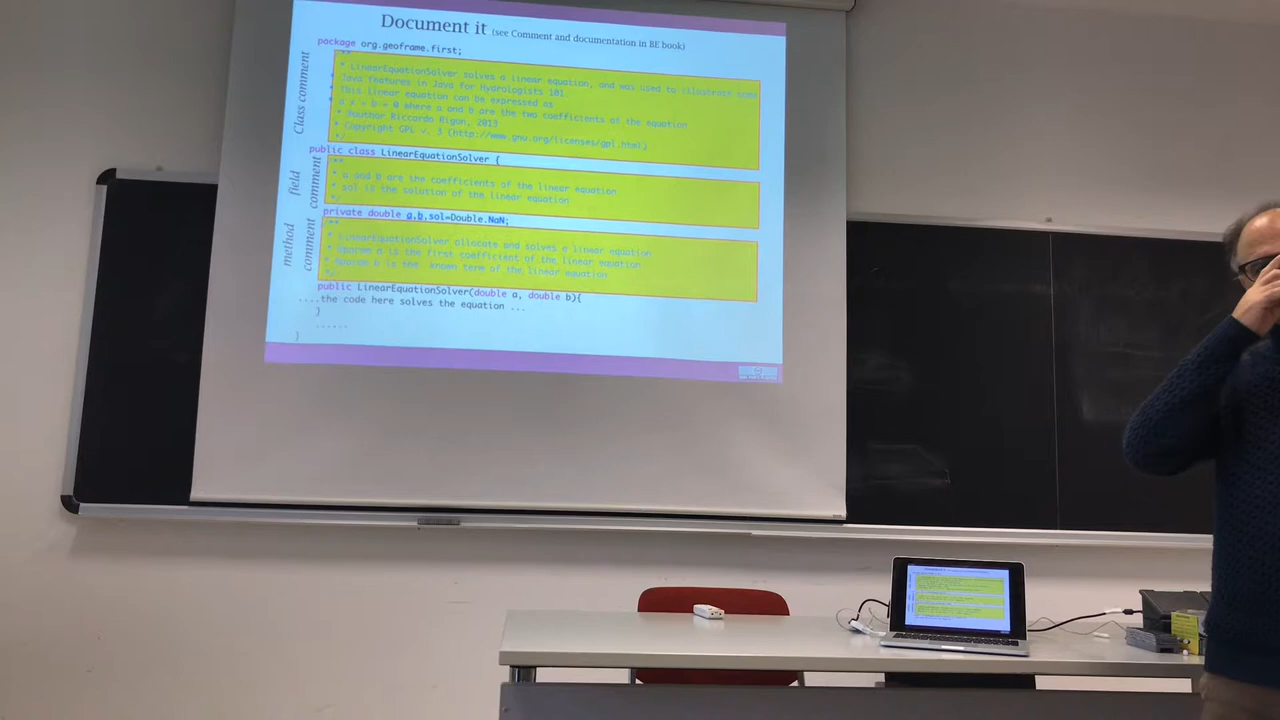 Document it (see Comment and documentation in BE book)
package org.geoframe.first;
Class comment
**
* LinearEquationSolver solves a linear equation, and was used to illustrate some
* Java features in Java for Hydrologists 101.
* This linear equation can be expressed as
* a x + b = 0 where a and b are the two coefficients of the equation
* @author Riccardo Rigon, 2013
* Copyright GPL v. 3 (http://www.gnu.org/licenses/gpl.html)
*/
public class LinearEquationSolver {
field comment
**
* a and b are the coefficients of the linear equation
* sol is the solution of the linear equation
private double a,b,sol=Double.NaN;
method comment
**
* LinearEquationSolver allocate and solves a linear equation
* @param a is the first coefficient of the linear equation
* @param b is the known term of the linear equation
*/
public LinearEquationSolver(double a, double b){
....the code here solves the equation ...
}
......
}